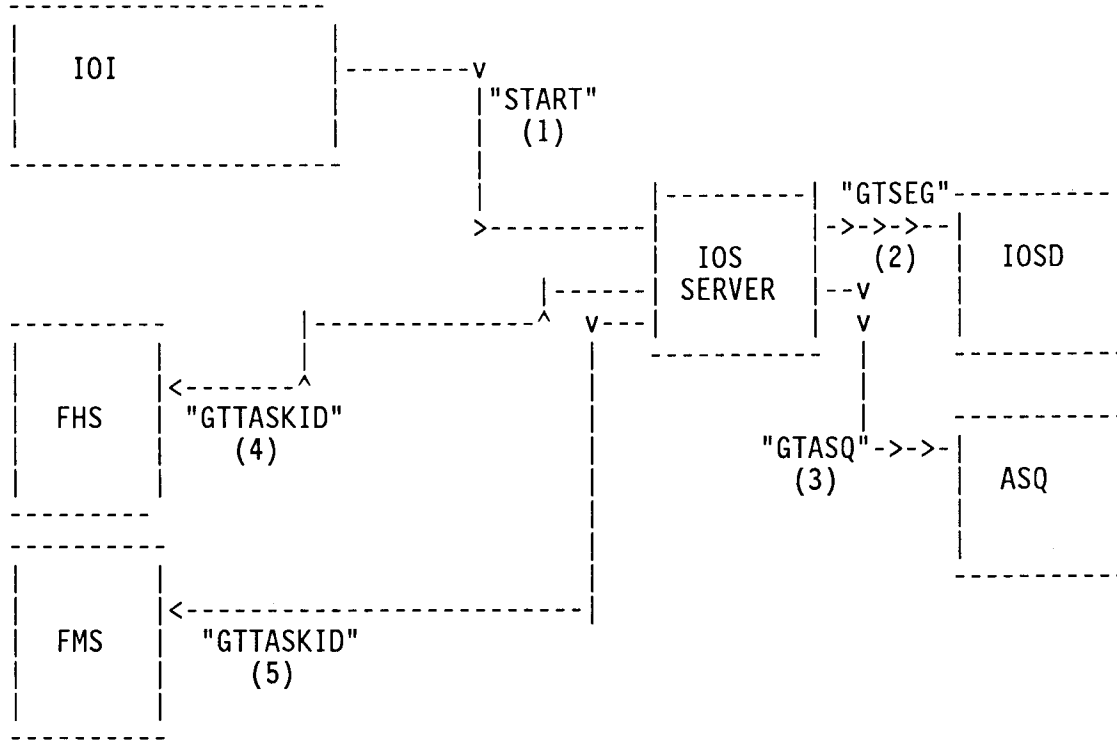 IOI
"START"
(1)
"GTSEG"
(2)
IOS
SERVER
IOSD
FHS
"GTTASKID"
(4)
"GTASQ"
(3)
ASQ
FMS
"GTTASKID"
(5)